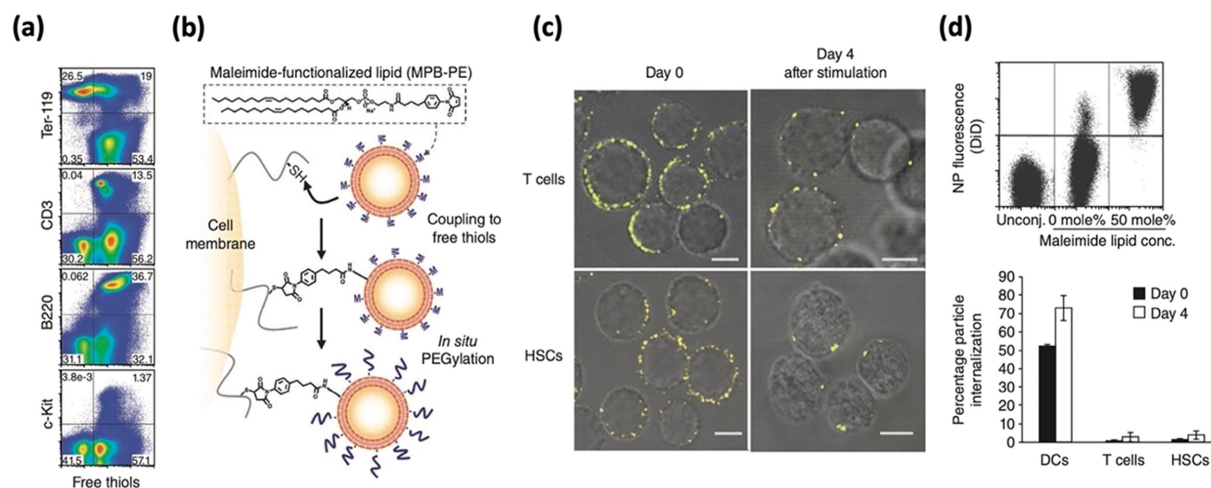 (a)
Ter-119
26.5
19
0.35
53.4
CD3
0.04
13.5
30.2
56.2
B220
0.062
36.7
31.1
32.1
c-Kit
3.8e-3
1.37
41.5
57.1
Free thiols
(b)
Maleimide-functionalized lipid (MPB-PE)
SH
M
Coupling to
free thiols
Cell
membrane
In situ
PEGylation
(c)
Day 0
Day 4
after stimulation
T cells
HSCs
(d)
NP fluorescence
(DiD)
Unconj.
0 mole%
50 mole%
Maleimide lipid conc.
Percentage particle
internalization
90
80
70
60
50
40
30
20
10
0
Day 0
Day 4
DCs
T cells
HSCs